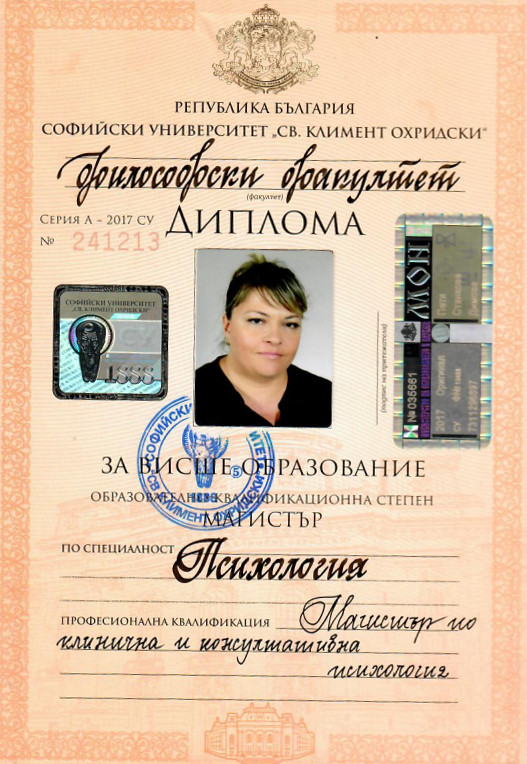 РЕПУБЛИКА БЪЛГАРИЯ
СОФИЙСКИ УНИВЕРСИТЕТ „СВ. КЛИМЕНТ ОХРИДСКИ“
Философски факултет
(факултет)
СЕРИЯ А – 2017 СУ
ДИПЛОМА
№ 241213
СОФИЙСКИ УНИВЕРСИТЕТ
„СВ. КЛИМЕНТ ОХРИДСКИ“
1888
МОН
№ 035661
2017 Оригинал
СУ
(подпис на притежателя)
СОФИЙСКИ
СВ. КЛИМЕНТ ОХРИДСКИ
5
1888
ЗА ВИСШЕ ОБРАЗОВАНИЕ
ОБРАЗОВАТЕЛНО-КВАЛИФИКАЦИОННА СТЕПЕН
МАГИСТЪР
ПО СПЕЦИАЛНОСТ Психология
ПРОФЕСИОНАЛНА КВАЛИФИКАЦИЯ Магистър по
клинична и консултативна
психология